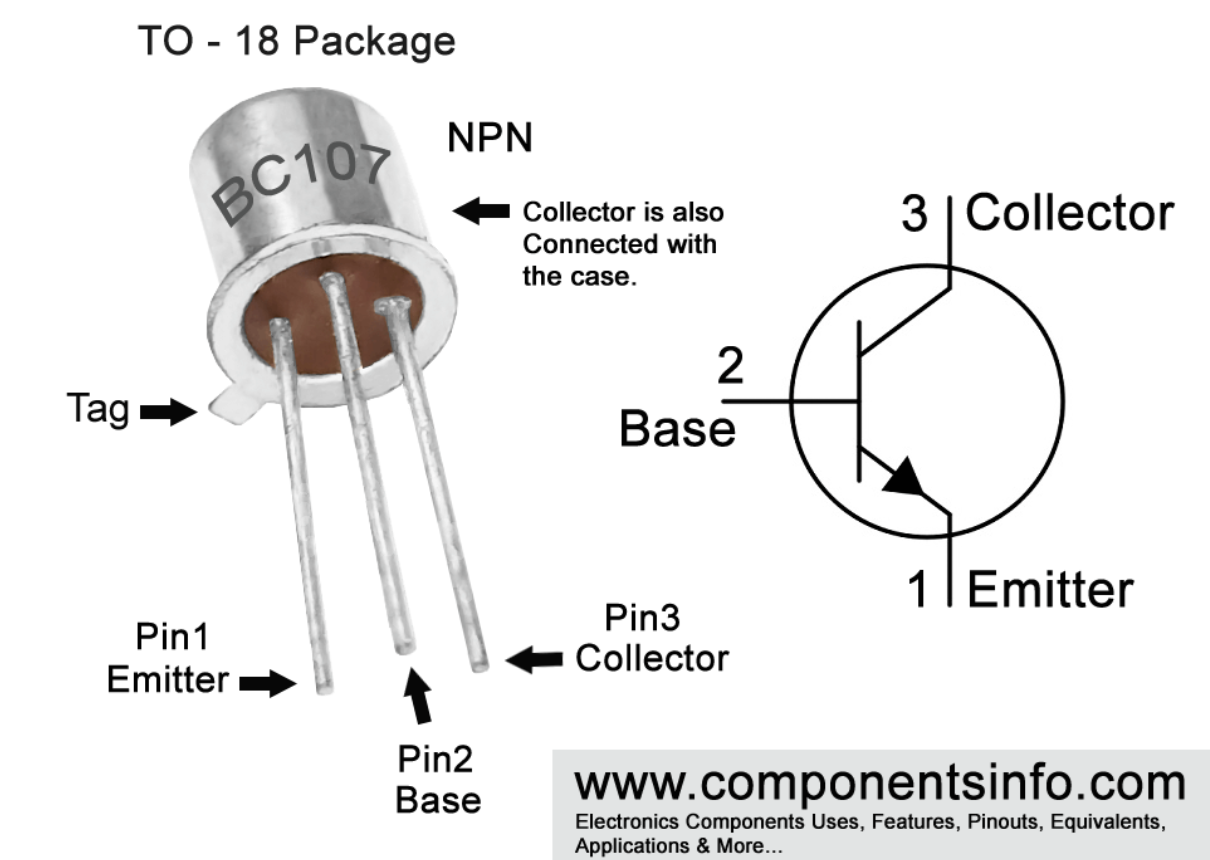 TO - 18 Package
BC107
NPN
Collector is also
Connected with
the case.
Tag
Pin1
Emitter
Pin2
Base
Pin3
Collector
3 Collector
2
Base
1 Emitter
www.componentsinfo.com
Electronics Components Uses, Features, Pinouts, Equivalents,
Applications & More...